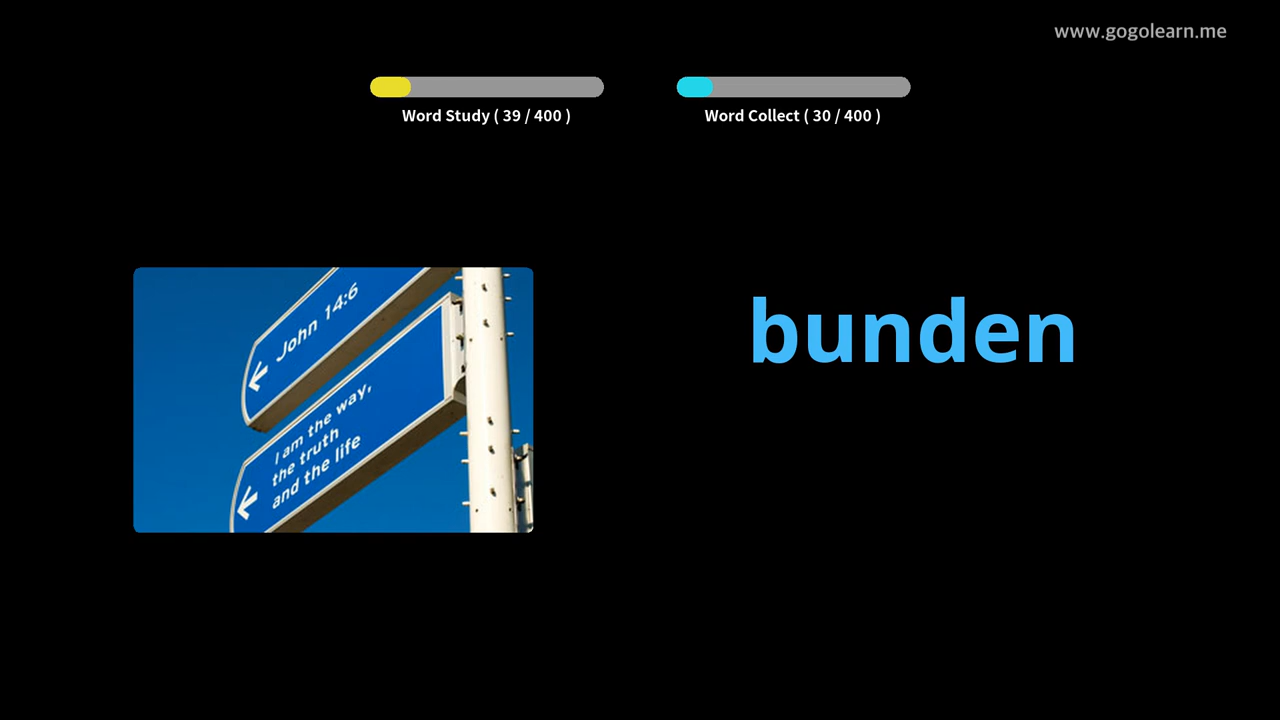 www.gogolearn.me
Word Study ( 39 / 400 )
Word Collect ( 30 / 400 )
John 14:6
I am the way,
the truth
and the life
bunden